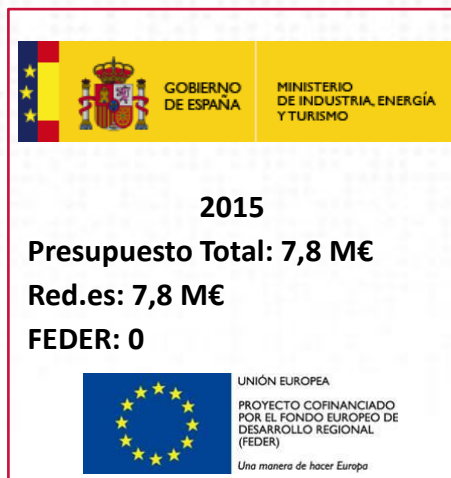 GOBIERNO
DE ESPAÑA
MINISTERIO
DE INDUSTRIA, ENERGÍA
Y TURISMO
2015
Presupuesto Total: 7,8 M€
Red.es: 7,8 M€
FEDER: 0
UNIÓN EUROPEA
PROYECTO COFINANCIADO
POR EL FONDO EUROPEO DE
DESARROLLO REGIONAL
(FEDER)
Una manera de hacer Europa